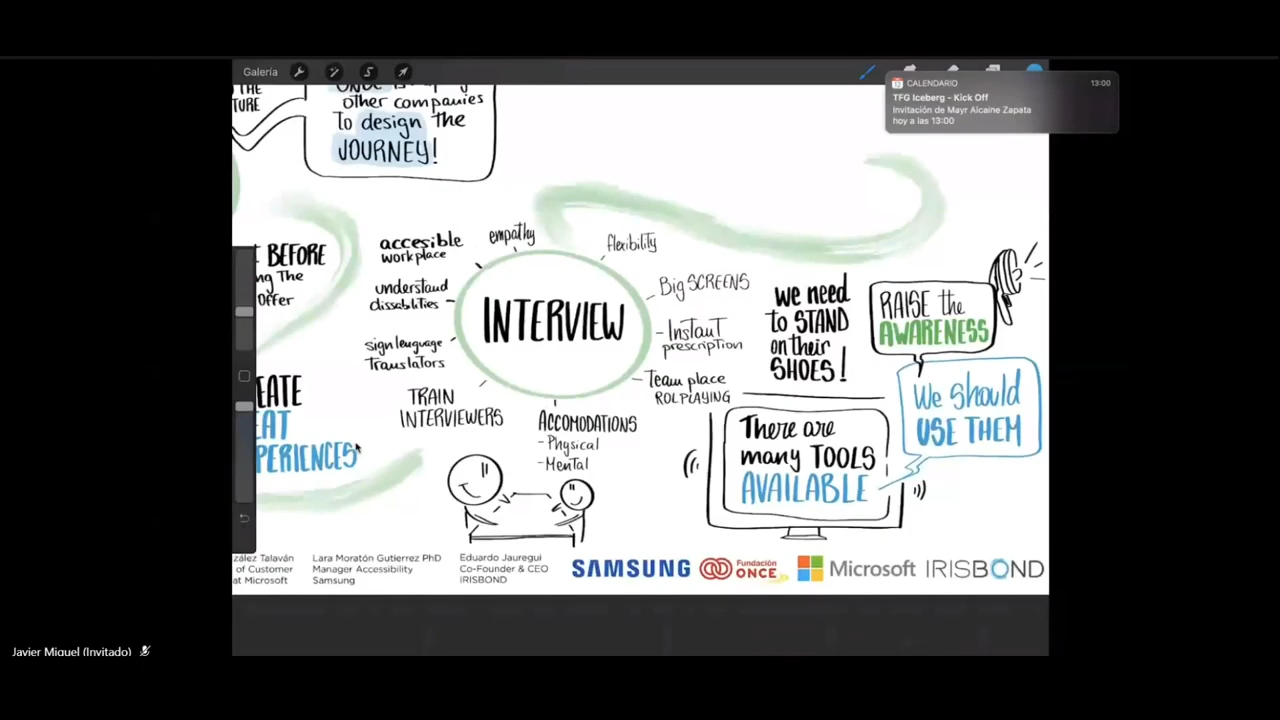 Galería
CALENDARIO
13:00
TFG Iceberg - Kick Off
Invitación de Mayr Alcaine Zapata
hoy a las 13:00
THE
TURE
other companies
To design the
JOURNEY!
BEFORE
The
Offer
EATE
EAT
PERIENCES
accesible
workplace
empathy
flexibility
understand
dissabilities
sign language
Translators
TRAIN
INTERVIEWERS
INTERVIEW
Big SCREENS
- Instant
prescription
Team place
ROLPLAYING
ACCOMODATIONS
- Physical
- Mental
we need
to STAND
on their
SHOES!
RAISE the
AWARENESS
We should
USE THEM
There are
many TOOLS
AVAILABLE
zález Talaván
of Customer
at Microsoft
Lara Moratón Gutierrez PhD
Manager Accessibility
Samsung
Eduardo Jauregui
Co-Founder & CEO
IRISBOND
SAMSUNG
Fundación
ONCE
Microsoft
IRISBOND
Javier Miguel (Invitado)